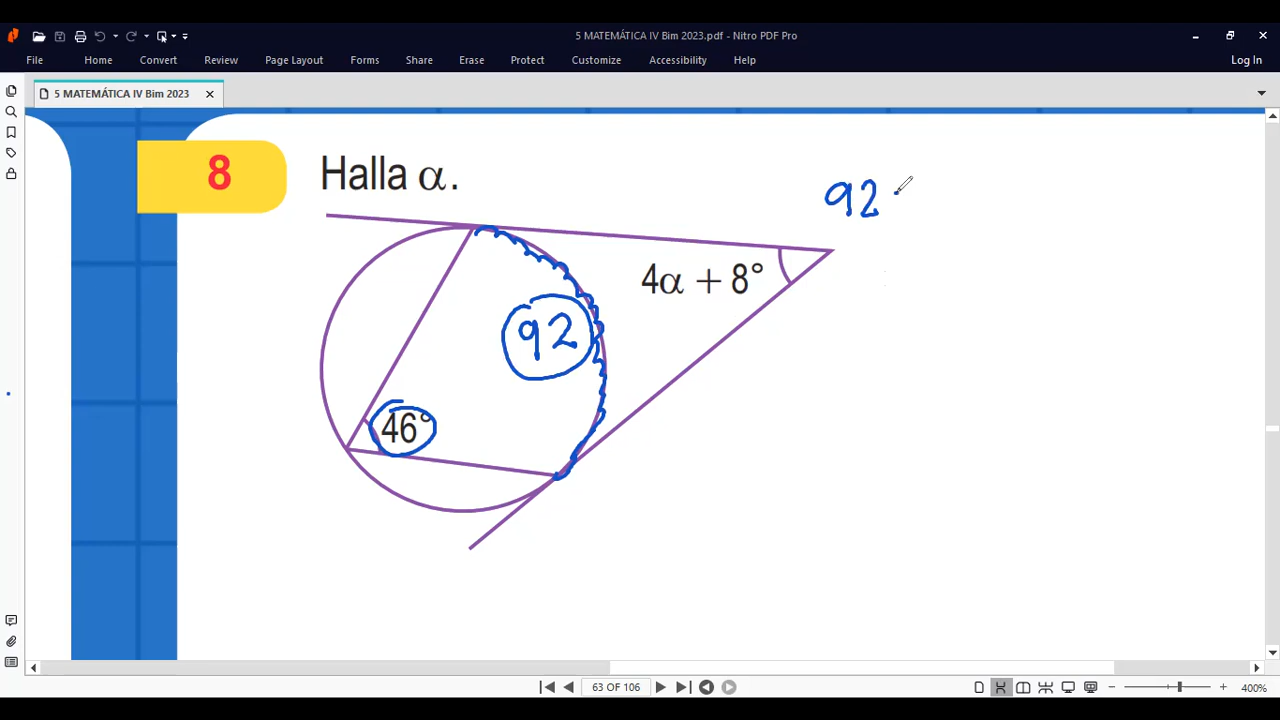 5 MATEMÁTICA IV Bim 2023.pdf - Nitro PDF Pro
File Home Convert Review Page Layout Forms Share Erase Protect Customize Accessibility Help Log In
5 MATEMÁTICA IV Bim 2023
8 Halla α.
92
4α + 8°
92
46°
63 OF 106
400%